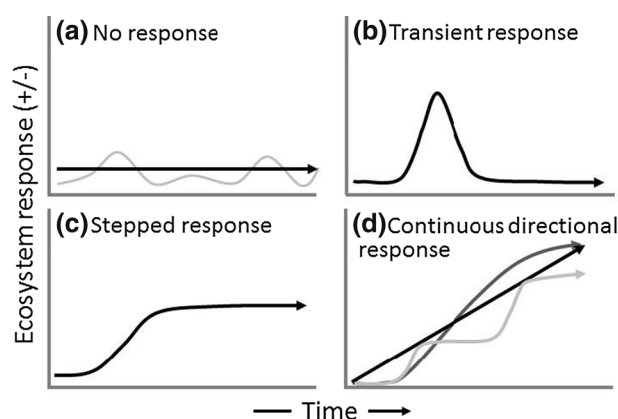 (a) No response
(b) Transient response
Ecosystem response (+/-)
(c) Stepped response
(d) Continuous directional
response
Time